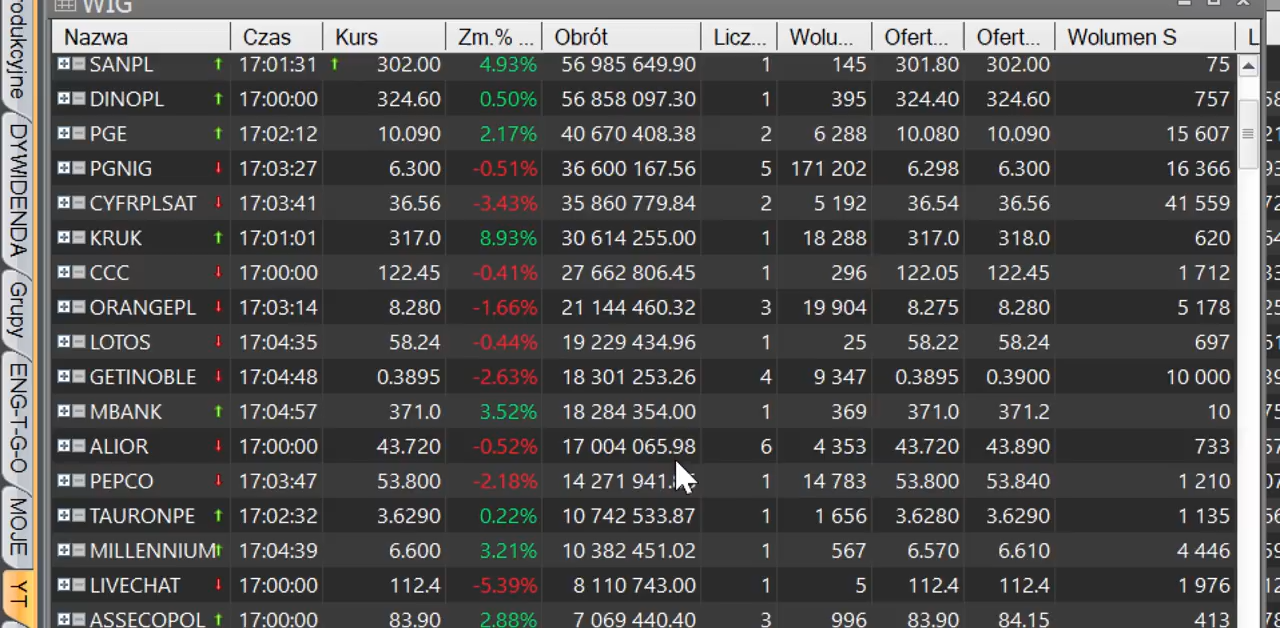 WIG
Nazwa Czas Kurs Zm.% ... Obrót Licz... Wolu... Ofert... Ofert... Wolumen S L
SANPL 17:01:31 302.00 4.93% 56 985 649.90 1 145 301.80 302.00 75
DINOPL 17:00:00 324.60 0.50% 56 858 097.30 1 395 324.40 324.60 757
PGE 17:02:12 10.090 2.17% 40 670 408.38 2 6 288 10.080 10.090 15 607
PGNIG 17:03:27 6.300 -0.51% 36 600 167.56 5 171 202 6.298 6.300 16 366
CYFRPLSAT 17:03:41 36.56 -3.43% 35 860 779.84 2 5 192 36.54 36.56 41 559
KRUK 17:01:01 317.0 8.93% 30 614 255.00 1 18 288 317.0 318.0 620
CCC 17:00:00 122.45 -0.41% 27 662 806.45 1 296 122.05 122.45 1 712
ORANGEPL 17:03:14 8.280 -1.66% 21 144 460.32 3 19 904 8.275 8.280 5 178
LOTOS 17:04:35 58.24 -0.44% 19 229 434.96 1 25 58.22 58.24 697
GETINOBLE 17:04:48 0.3895 -2.63% 18 301 253.26 4 9 347 0.3895 0.3900 10 000
MBANK 17:04:57 371.0 3.52% 18 284 354.00 1 369 371.0 371.2 10
ALIOR 17:00:00 43.720 -0.52% 17 004 065.98 6 4 353 43.720 43.890 733
PEPCO 17:03:47 53.800 -2.18% 14 271 941. 1 14 783 53.800 53.840 1 210
TAURONPE 17:02:32 3.6290 0.22% 10 742 533.87 1 1 656 3.6280 3.6290 1 135
MILLENNIUM 17:04:39 6.600 3.21% 10 382 451.02 1 567 6.570 6.610 4 446
LIVECHAT 17:00:00 112.4 -5.39% 8 110 743.00 1 5 112.4 112.4 1 976
ASSECOPOL 17:00:00 83.90 2.88% 7 069 440.40 3 996 83.90 84.15 413
odukcyjne
DYWIDENDA
Grupy
ENG-T-G-O
MOJE
YT